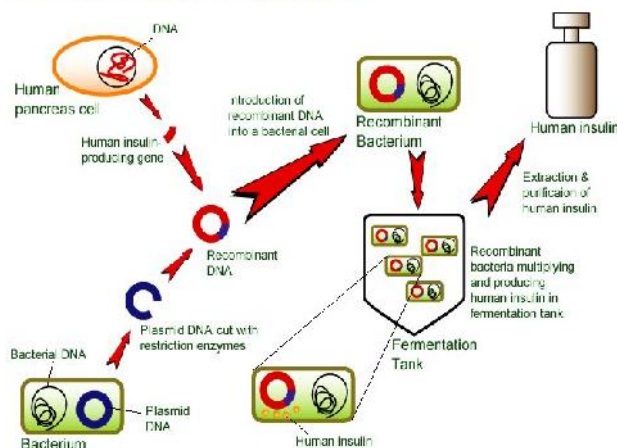 DNA
Human
pancreas cell
Human insulin-
producing gene
Introduction of
recombinant DNA
into a bacterial cell
Recombinant
Bacterium
Human insulin
Extraction &
purificaion of
human insulin
Recombinant
DNA
Plasmid DNA cut with
restriction enzymes
Recombinant
bacteria multiplying
and producing
human insulin in
fermentation tank
Fermentation
Tank
Bacterial DNA
Plasmid
DNA
Bacterium
Human insulin